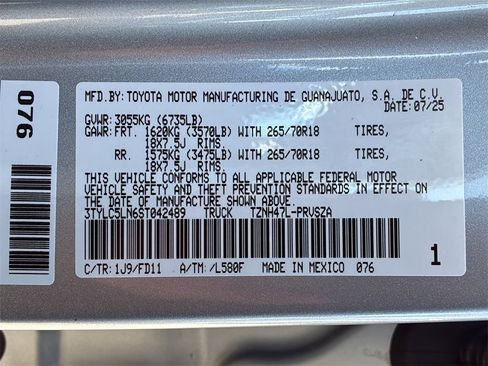 076
MFD.BY: TOYOTA MOTOR MANUFACTURING DE GUANAJUATO, S.A. DE C.V.
DATE: 07/25
GVWR: 3055KG (6735LB)
GAWR: FRT. 1620KG (3570LB) WITH 265/70R18 TIRES,
18X7.5J RIMS.
RR. 1575KG (3475LB) WITH 265/70R18 TIRES,
18X7.5J RIMS.
THIS VEHICLE CONFORMS TO ALL APPLICABLE FEDERAL MOTOR
VEHICLE SAFETY AND THEFT PREVENTION STANDARDS IN EFFECT
ON THE DATE OF MANUFACTURE SHOWN ABOVE.
3TYLC5LN6ST042489 TRUCK TZNH47L-PRVSZA
C/TR: 1J9/FD11 A/TM: /L580F MADE IN MEXICO 076
1